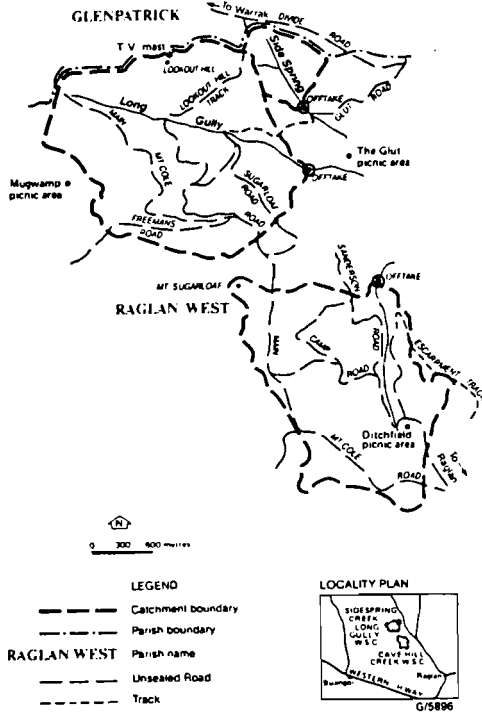 GLENPATRICK
To Warrak
DIVIDE
ROAD
T.V. mast
LOOKOUT HILL
LOOKOUT HILL
TRACK
Side Spring
OFFTAKE
GLUT ROAD
Long
Gully
MAIN
MT COLE
The Glut
picnic area
OFFTAKE
Mugwamp
picnic area
SUGARLOAF
ROAD
FREEMANS
ROAD
ROAD
MT SUGARLOAF
RAGLAN WEST
SANDERSON
ROAD
OFFTAKE
MAIN
CAMP
ROAD
ESCARPMENT TRACK
Ditchfield
picnic area
MT COLE
ROAD
To
Raglan
N
0 300 600 metres
LEGEND
Catchment boundary
Parish boundary
RAGLAN WEST Parish name
Unsealed Road
Track
LOCALITY PLAN
SIDESPRING
CREEK
LONG
GULLY
W.S.C.
CAVE HILL
CREEK W.S.C.
WESTERN HWAY
Raglan
Buangor
G/5896